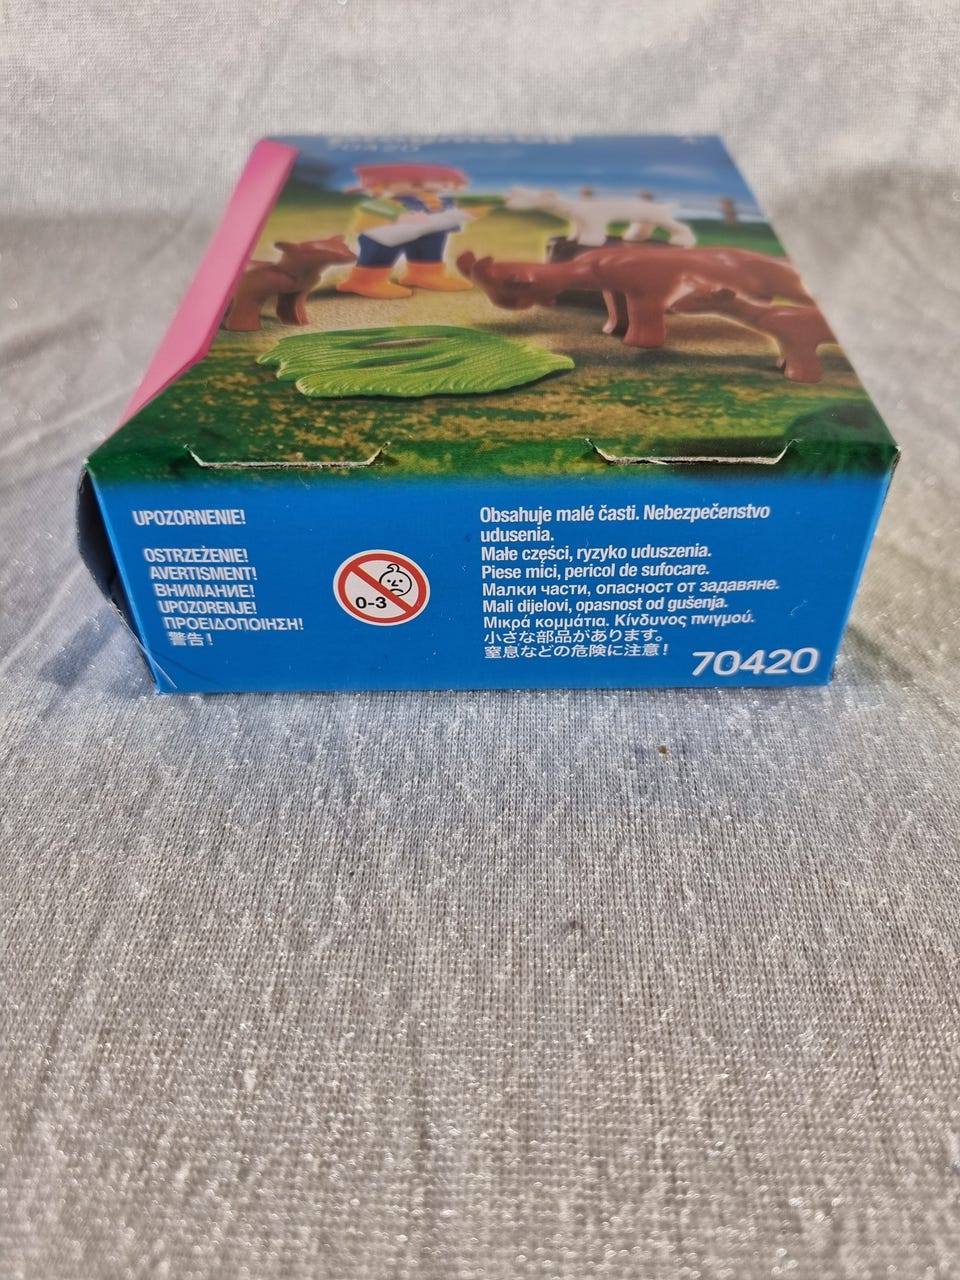 70420
UPOZORNENIE!
OSTRZEŻENIE!
AVERTISMENT!
ВНИМАНИЕ!
UPOZORENJE!
ΠΡΟΕΙΔΟΠΟΙΗΣΗ!
警告！
0-3
Obsahuje malé časti. Nebezpečenstvo
udusenia.
Małe części, ryzyko uduszenia.
Piese mici, pericol de sufocare.
Малки части, опасност от задавяне.
Mali dijelovi, opasnost od gušenja.
Μικρά κομμάτια. Κίνδυνος πνιγμού.
小さな部品があります。
窒息などの危険に注意！
70420